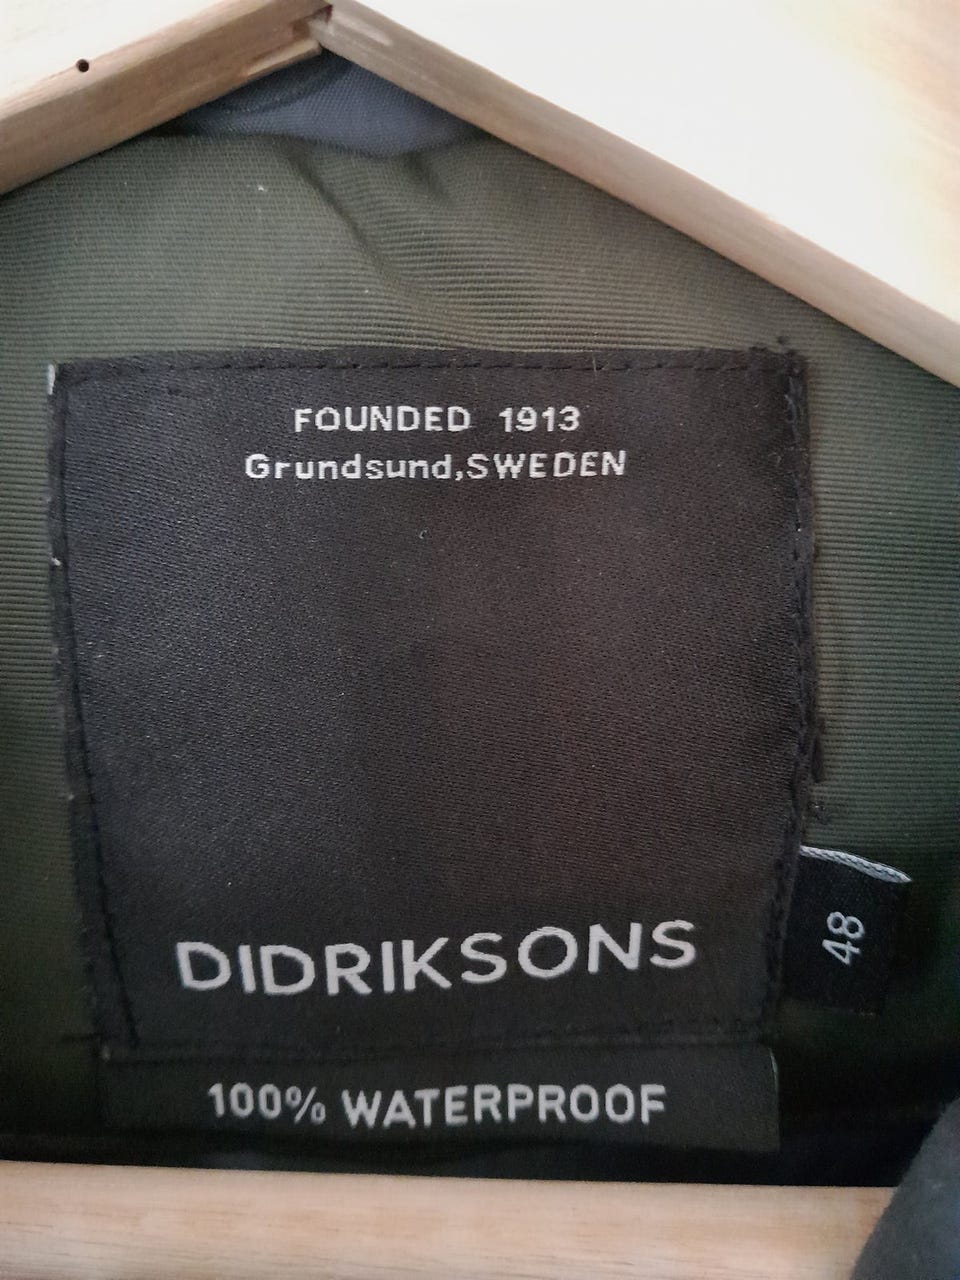 FOUNDED 1913
Grundsund,SWEDEN
DIDRIKSONS
48
100% WATERPROOF